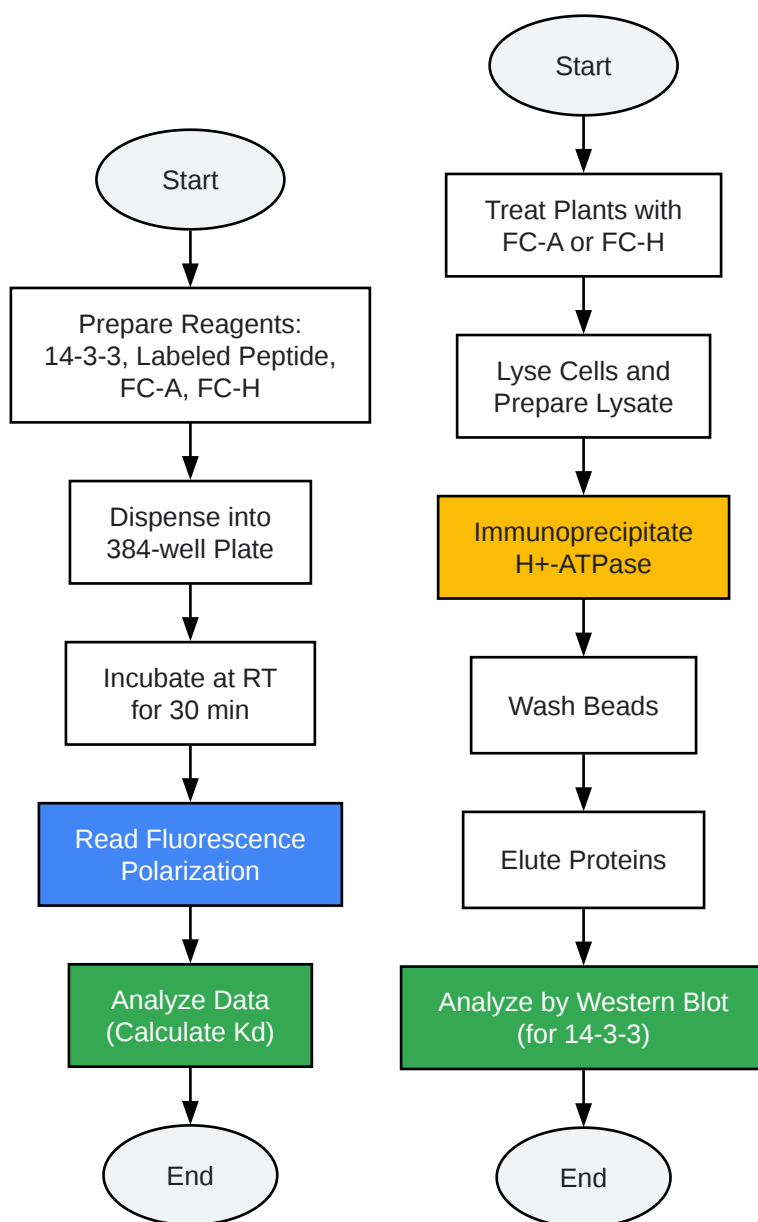 Start
Prepare Reagents:
14-3-3, Labeled Peptide,
FC-A, FC-H
Dispense into
384-well Plate
Incubate at RT
for 30 min
Read Fluorescence
Polarization
Analyze Data
(Calculate Kd)
End
Start
Treat Plants with
FC-A or FC-H
Lyse Cells and
Prepare Lysate
Immunoprecipitate
H+-ATPase
Wash Beads
Elute Proteins
Analyze by Western Blot
(for 14-3-3)
End